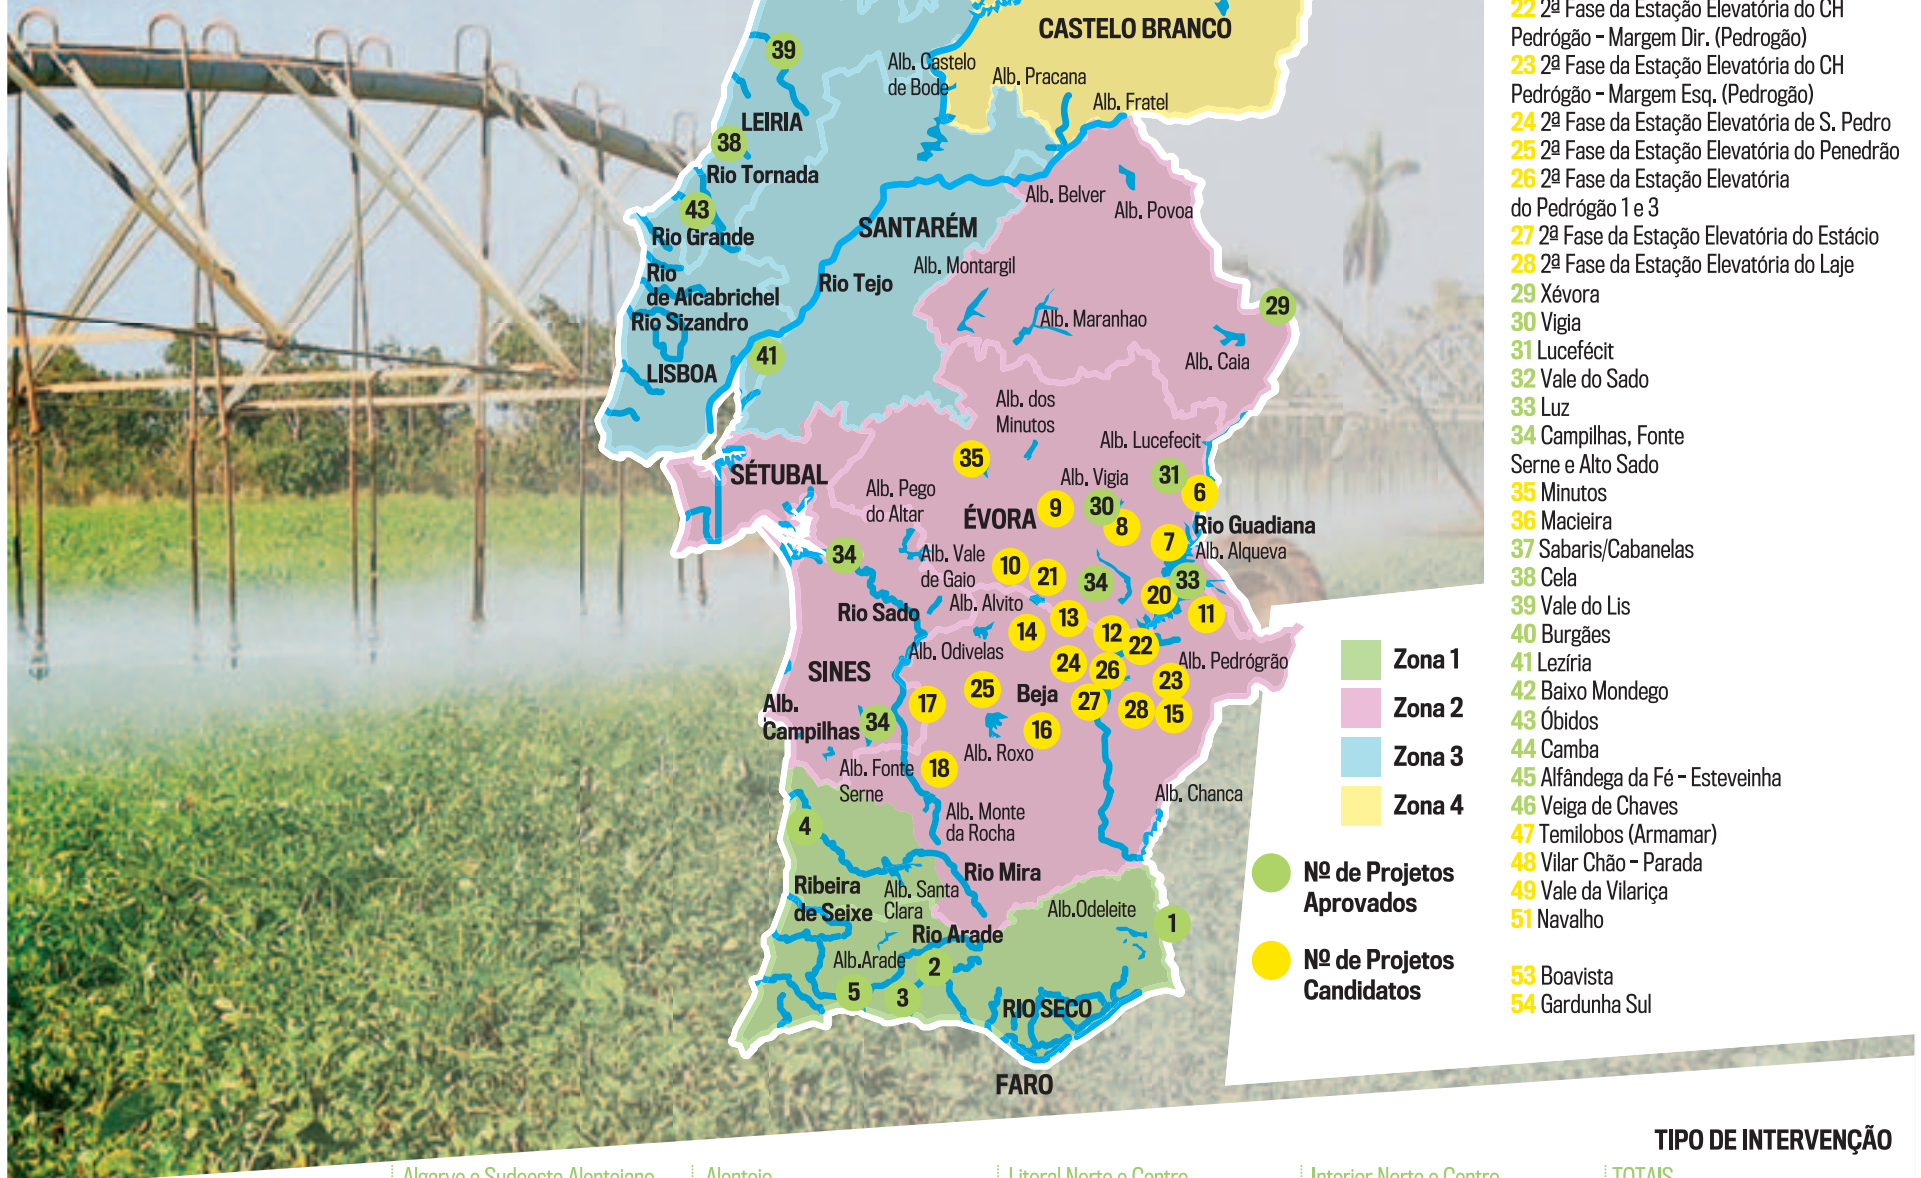 CASTELO BRANCO
39
Alb. Castelo
de Bode
Alb. Pracana
Alb. Fratel
LEIRIA
38
Rio Tornada
Alb. Belver
Alb. Povoa
43
Rio Grande
SANTARÉM
Alb. Montargil
Rio
de Aicabrichel
Rio Tejo
Rio Sizandro
29
Alb. Maranhao
41
Alb. Caia
LISBOA
Alb. dos
Minutos
Alb. Lucefecit
35
SÉTUBAL
Alb. Pego
do Altar
Alb. Vigia
31
6
9
30
ÉVORA
8
Rio Guadiana
7
Alb. Alqueva
34
Alb. Vale
de Gaio
10
21
34
33
20
Rio Sado
Alb. Alvito
13
11
14
12
22
Alb. Odivelas
SINES
24
26
Alb. Pedrógrão
23
25
Beja
17
27
28
15
Alb.
Campilhas
34
16
Alb. Roxo
18
Alb. Fonte
Serne
Alb. Chanca
Alb. Monte
da Rocha
4
Rio Mira
Ribeira
de Seixe
Alb. Santa
Clara
Alb.Odeleite
1
Rio Arade
Alb.Arade
2
5
3
RIO SECO
FARO
Zona 1
Zona 2
Zona 3
Zona 4
Nº de Projetos
Aprovados
Nº de Projetos
Candidatos
22 2ª Fase da Estação Elevatória do CH
Pedrógão - Margem Dir. (Pedrogão)
23 2ª Fase da Estação Elevatória do CH
Pedrógão - Margem Esq. (Pedrogão)
24 2ª Fase da Estação Elevatória de S. Pedro
25 2ª Fase da Estação Elevatória do Penedrão
26 2ª Fase da Estação Elevatória
do Pedrógão 1 e 3
27 2ª Fase da Estação Elevatória do Estácio
28 2ª Fase da Estação Elevatória do Laje
29 Xévora
30 Vigia
31 Lucefécit
32 Vale do Sado
33 Luz
34 Campilhas, Fonte
Serne e Alto Sado
35 Minutos
36 Macieira
37 Sabaris/Cabanelas
38 Cela
39 Vale do Lis
40 Burgães
41 Lezíria
42 Baixo Mondego
43 Óbidos
44 Camba
45 Alfândega da Fé - Esteveinha
46 Veiga de Chaves
47 Temilobos (Armamar)
48 Vilar Chão - Parada
49 Vale da Vilariça
51 Navalho
53 Boavista
54 Gardunha Sul
TIPO DE INTERVENÇÃO
Algarve e Sudoeste Alentejano
Alentejo
Litoral Norte e Centro
Interior Norte e Centro
TOTAIS